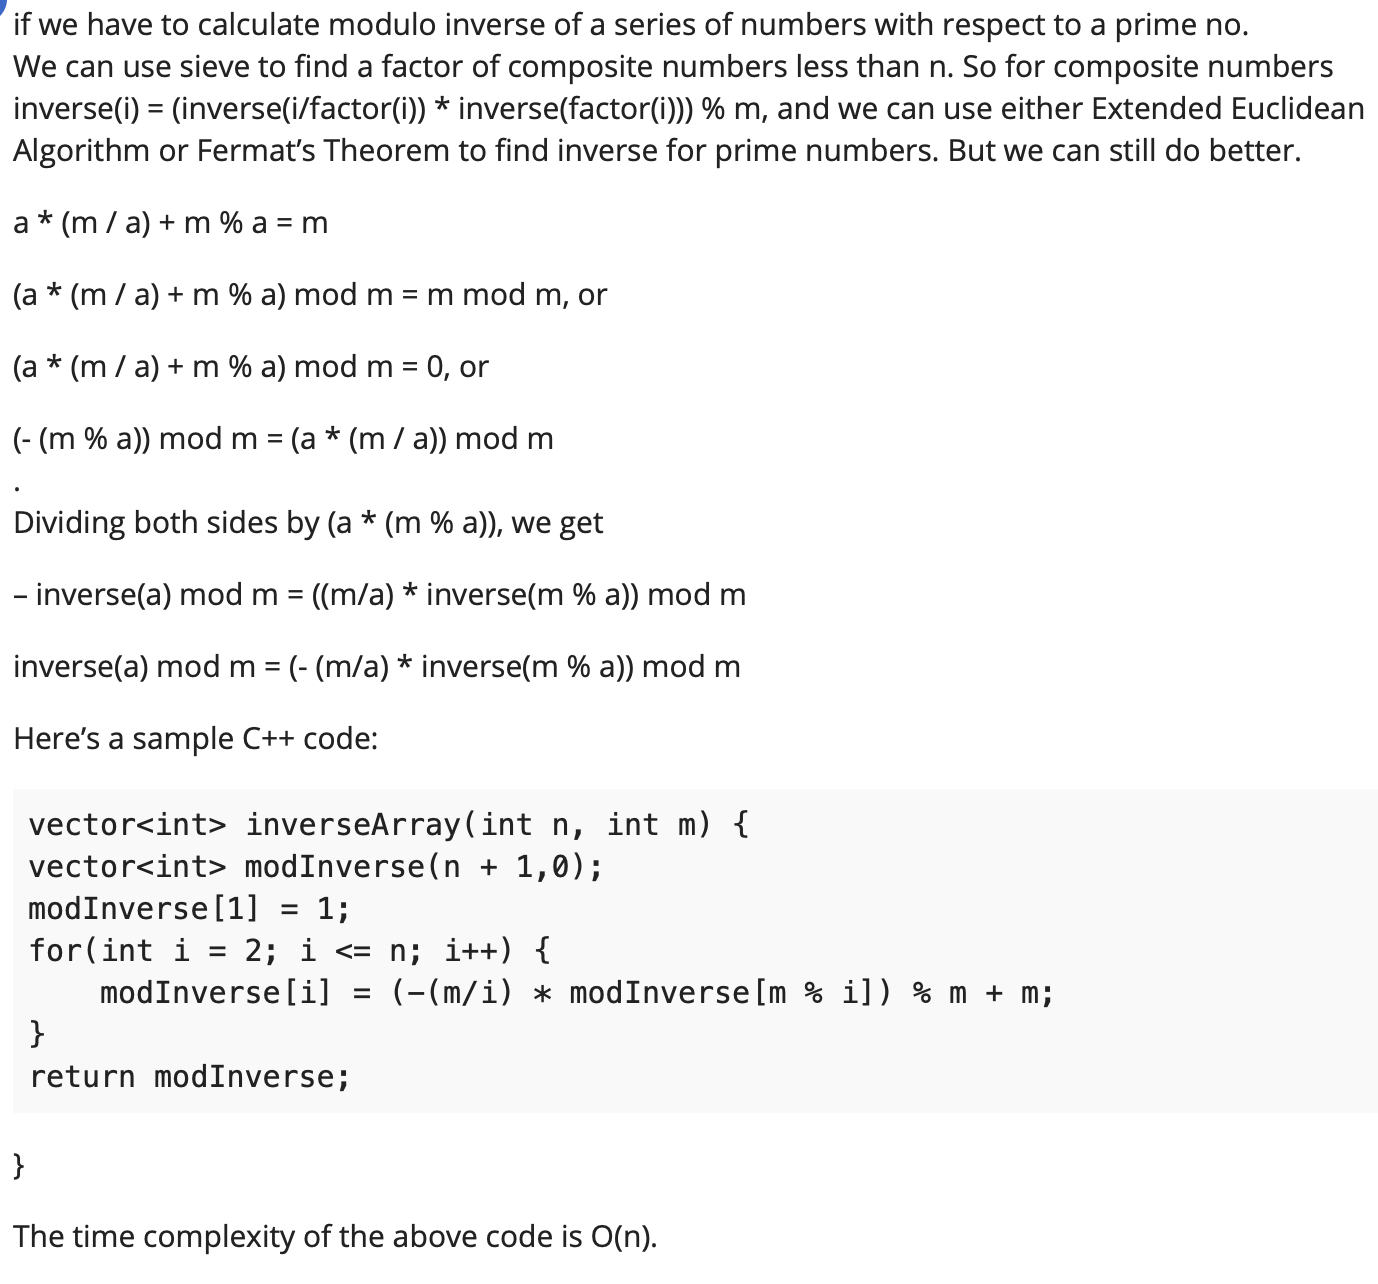 if we have to calculate modulo inverse of a series of numbers with respect to a prime no.
We can use sieve to find a factor of composite numbers less than n. So for composite numbers
inverse(i) = (inverse(i/factor(i)) * inverse(factor(i))) % m, and we can use either Extended Euclidean
Algorithm or Fermat’s Theorem to find inverse for prime numbers. But we can still do better.
a * (m / a) + m % a = m
(a * (m / a) + m % a) mod m = m mod m, or
(a * (m / a) + m % a) mod m = 0, or
(- (m % a)) mod m = (a * (m / a)) mod m
.
Dividing both sides by (a * (m % a)), we get
– inverse(a) mod m = ((m/a) * inverse(m % a)) mod m
inverse(a) mod m = (- (m/a) * inverse(m % a)) mod m
Here’s a sample C++ code:
vector<int> inverseArray(int n, int m) {
vector<int> modInverse(n + 1,0);
modInverse[1] = 1;
for(int i = 2; i <= n; i++) {
    modInverse[i] = (-(m/i) * modInverse[m % i]) % m + m;
}
return modInverse;
}
The time complexity of the above code is O(n).